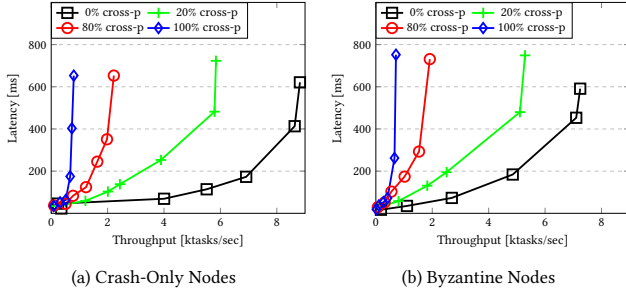 0% cross-p 20% cross-p
80% cross-p 100% cross-p
800
600
400
200
0 2 4 6 8
Latency [ms]
Throughput [ktasks/sec]
(a) Crash-Only Nodes
0% cross-p 20% cross-p
80% cross-p 100% cross-p
800
600
400
200
0 2 4 6 8
Latency [ms]
Throughput [ktasks/sec]
(b) Byzantine Nodes